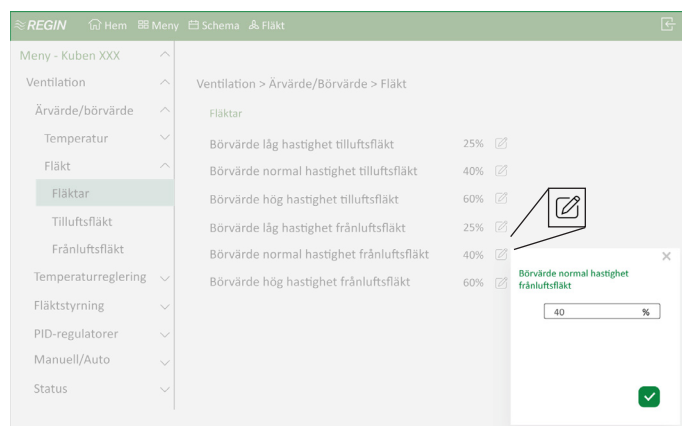 REGIN Hem Meny Schema Fläkt
Meny - Kuben XXX
Ventilation
Ärvärde/börvärde
Temperatur
Fläkt
Fläktar
Tilluftsfläkt
Frånluftsfläkt
Temperaturreglering
Fläktstyrning
PID-regulatorer
Manuell/Auto
Status
Ventilation > Ärvärde/Börvärde > Fläkt
Fläktar
Börvärde låg hastighet tilluftsfläkt 25%
Börvärde normal hastighet tilluftsfläkt 40%
Börvärde hög hastighet tilluftsfläkt 60%
Börvärde låg hastighet frånluftsfläkt 25%
Börvärde normal hastighet frånluftsfläkt 40%
Börvärde hög hastighet frånluftsfläkt 60%
Börvärde normal hastighet
frånluftsfläkt
40 %